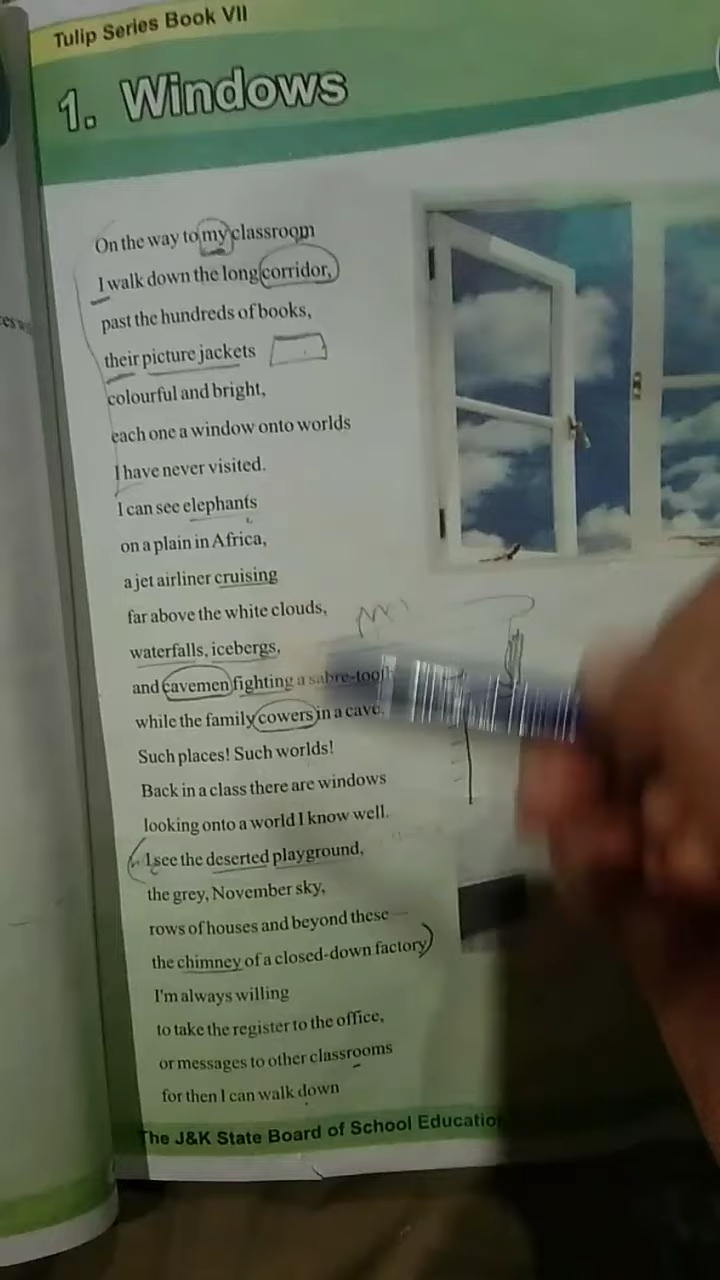 Tulip Series Book VII
1. Windows
On the way to my classroom
I walk down the long corridor,
past the hundreds of books,
their picture jackets
colourful and bright,
each one a window onto worlds
I have never visited.
I can see elephants
on a plain in Africa,
a jet airliner cruising
far above the white clouds,
waterfalls, icebergs,
and cavemen fighting a sabre-tooth
while the family cowers in a cave.
Such places! Such worlds!
Back in a class there are windows
looking onto a world I know well.
I see the deserted playground,
the grey, November sky,
rows of houses and beyond these
the chimney of a closed-down factory
I'm always willing
to take the register to the office,
or messages to other classrooms
for then I can walk down
The J&K State Board of School